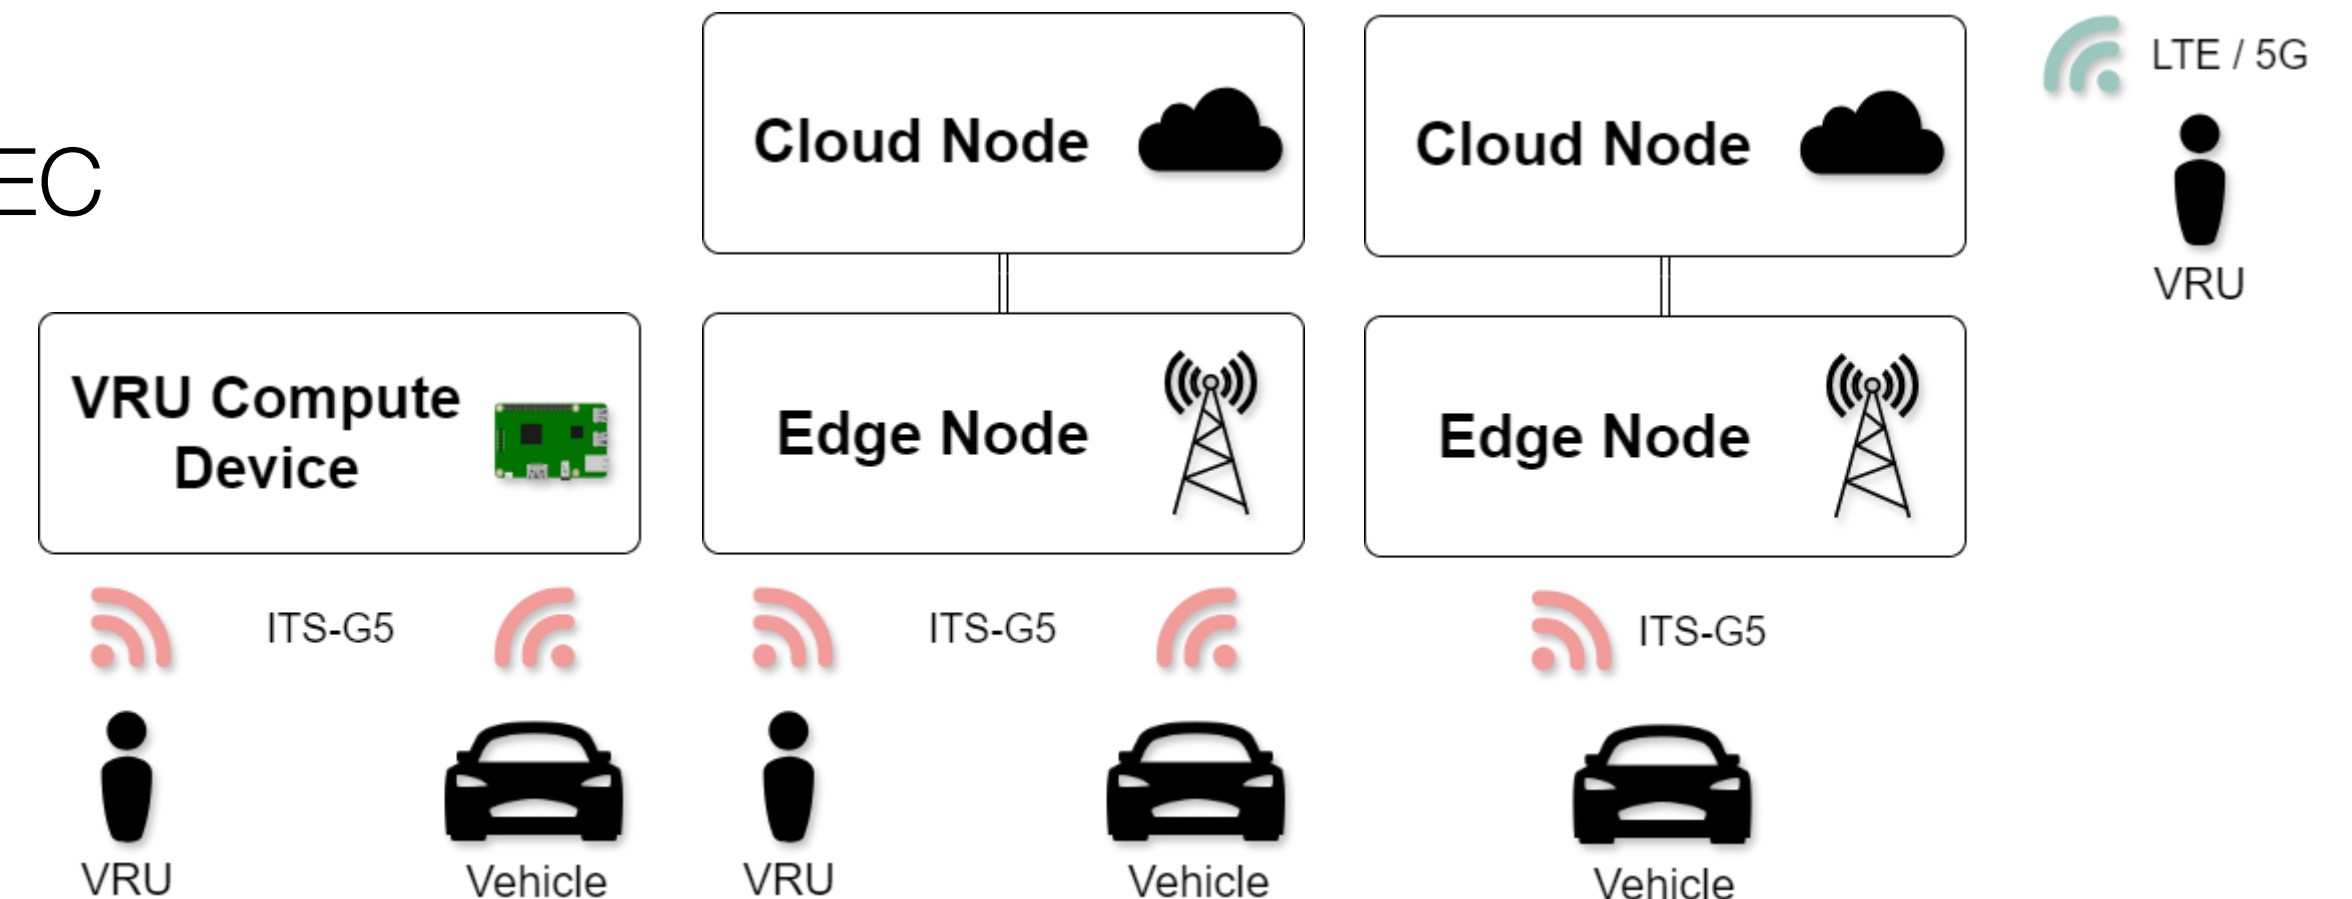 EC
Cloud Node
Cloud Node
LTE / 5G
VRU
VRU Compute
Device
Edge Node
Edge Node
ITS-G5
ITS-G5
ITS-G5
VRU
Vehicle
VRU
Vehicle
Vehicle